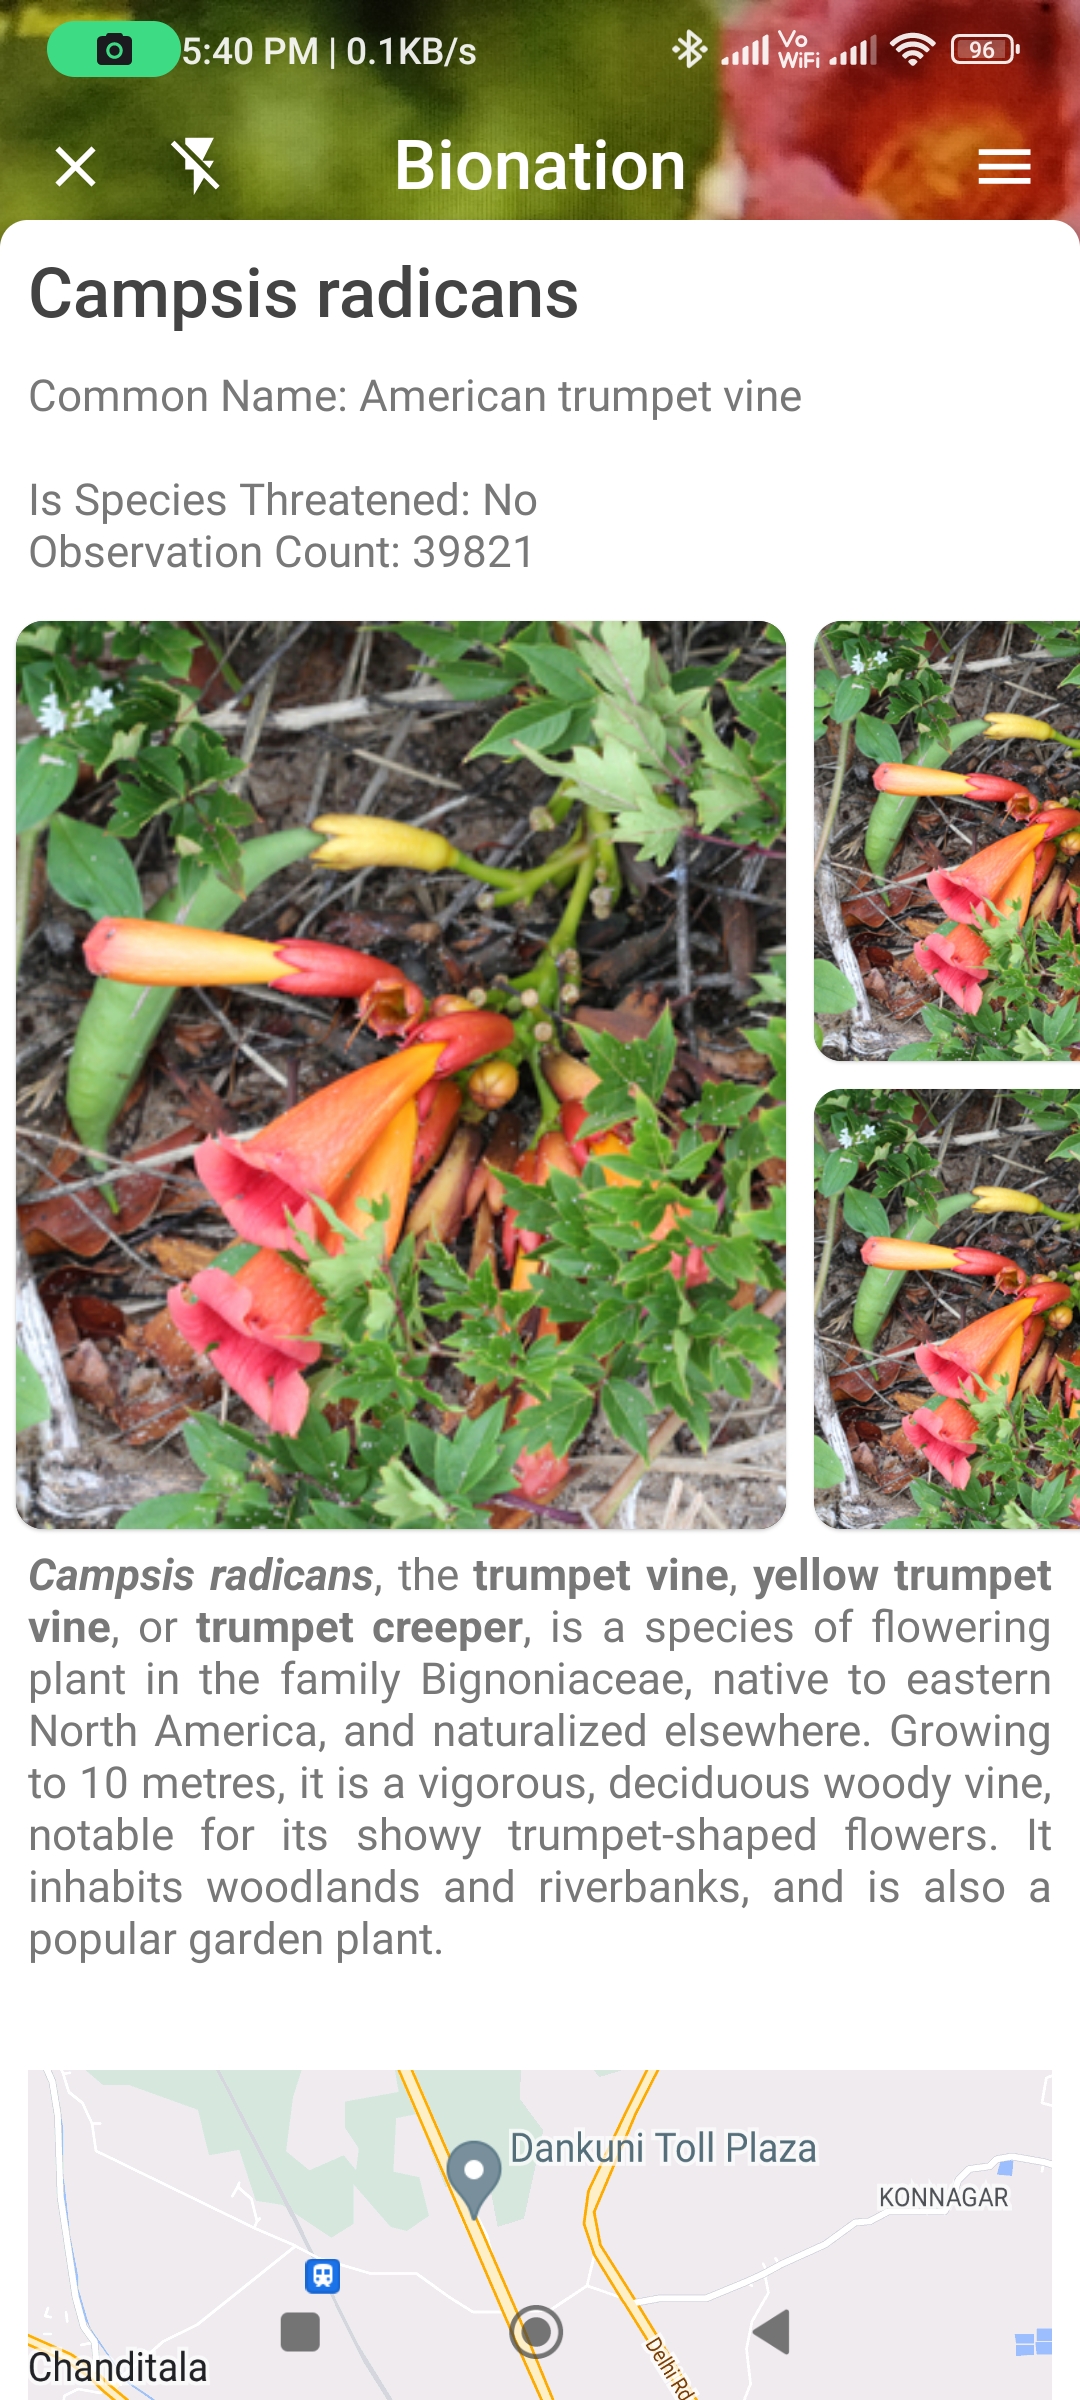 5:40 PM | 0.1KB/s
Vo
WiFi
96
Bionation
Campsis radicans
Common Name: American trumpet vine
Is Species Threatened: No
Observation Count: 39821
Campsis radicans, the trumpet vine, yellow trumpet
vine, or trumpet creeper, is a species of flowering
plant in the family Bignoniaceae, native to eastern
North America, and naturalized elsewhere. Growing
to 10 metres, it is a vigorous, deciduous woody vine,
notable for its showy trumpet-shaped flowers. It
inhabits woodlands and riverbanks, and is also a
popular garden plant.
Dankuni Toll Plaza
KONNAGAR
Chanditala
Delhi Rd